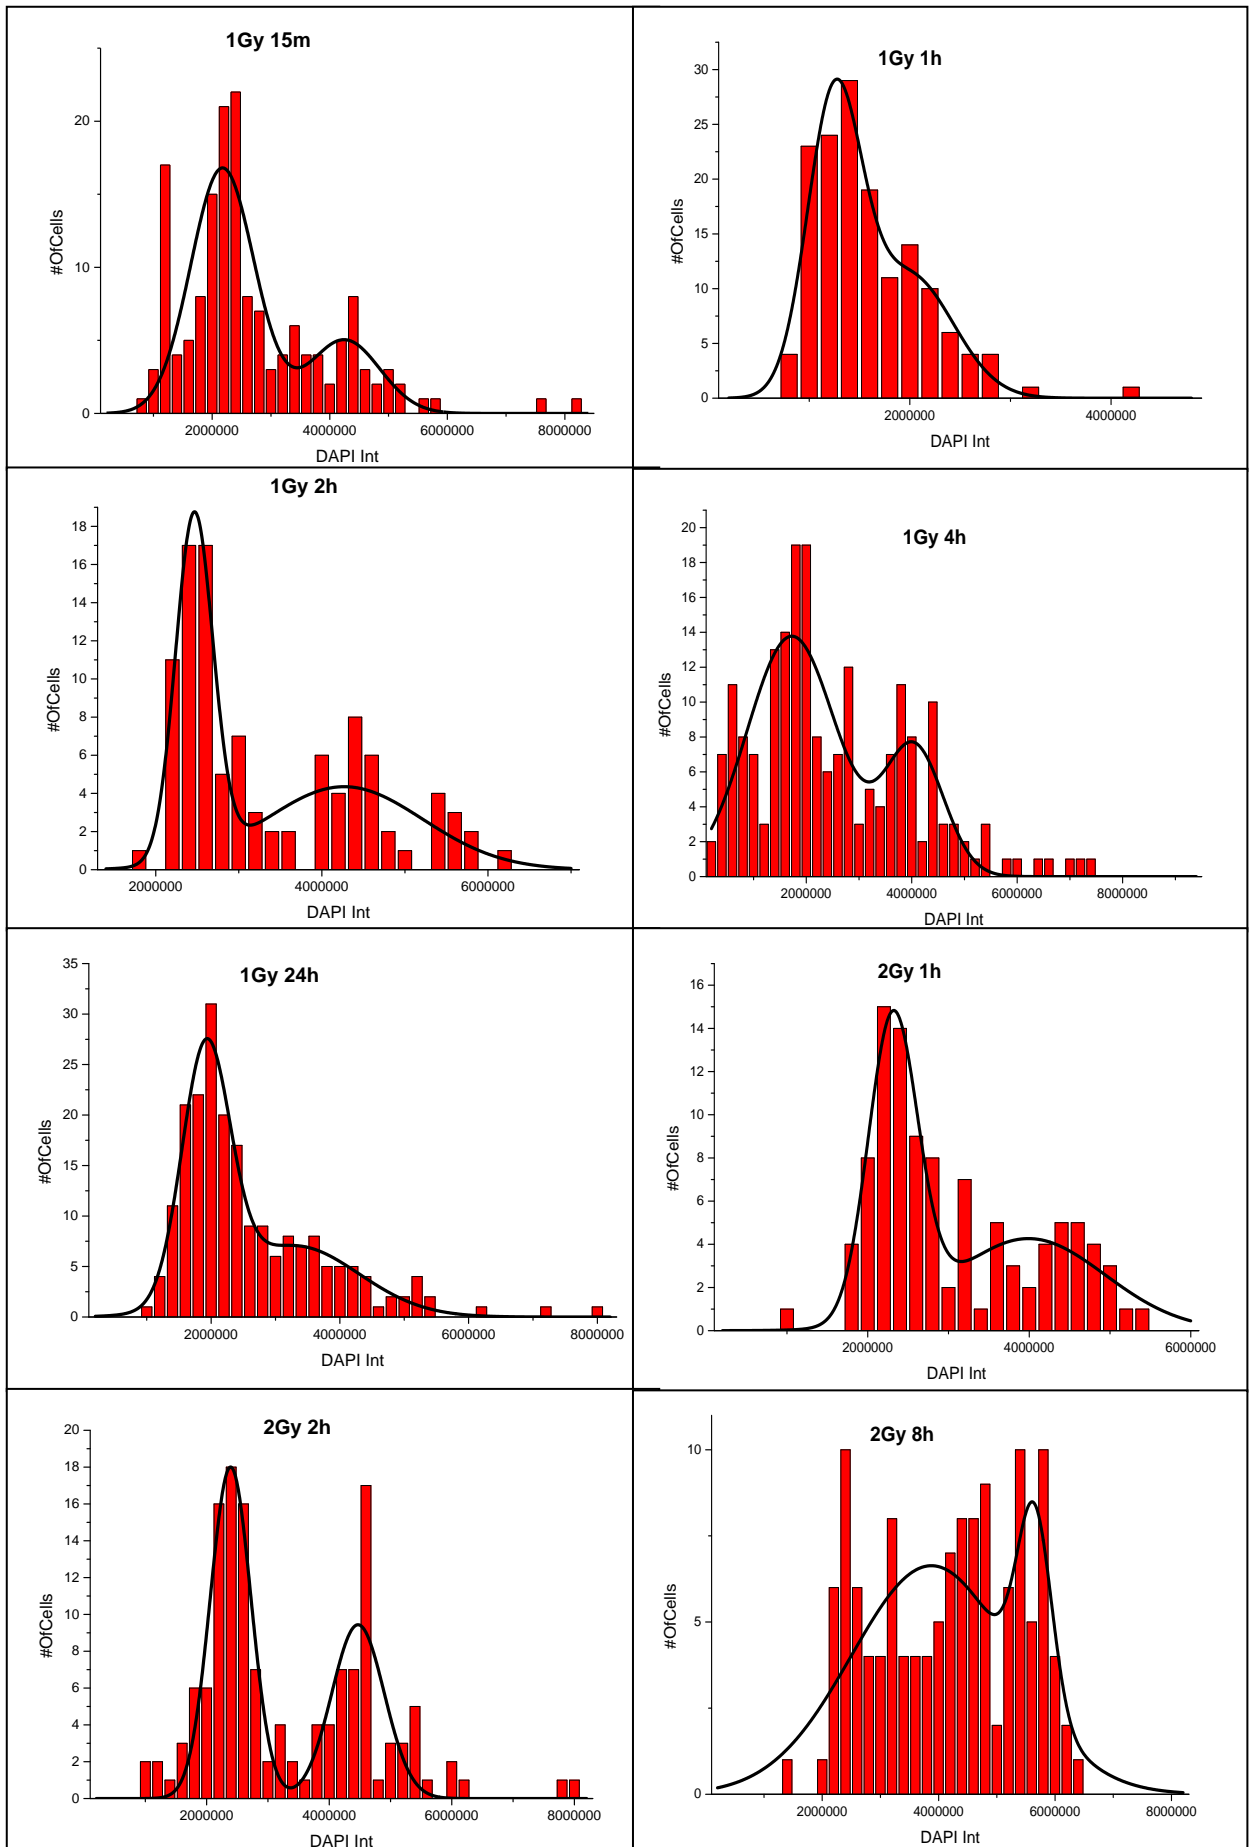 1Gy 15m
20
10
0
#OfCells
2000000 4000000 6000000 8000000
DAPI Int
1Gy 1h
30
25
20
15
10
5
0
#OfCells
2000000 4000000
DAPI Int
1Gy 2h
18
16
14
12
10
8
6
4
2
0
#OfCells
2000000 4000000 6000000
DAPI Int
1Gy 4h
20
18
16
14
12
10
8
6
4
2
0
#OfCells
2000000 4000000 6000000 8000000
DAPI Int
1Gy 24h
35
30
25
20
15
10
5
0
#OfCells
2000000 4000000 6000000 8000000
DAPI Int
2Gy 1h
16
14
12
10
8
6
4
2
0
#OfCells
2000000 4000000 6000000
DAPI Int
2Gy 2h
20
18
16
14
12
10
8
6
4
2
0
#OfCells
2000000 4000000 6000000 8000000
DAPI Int
2Gy 8h
10
5
0
#OfCells
2000000 4000000 6000000 8000000
DAPI Int